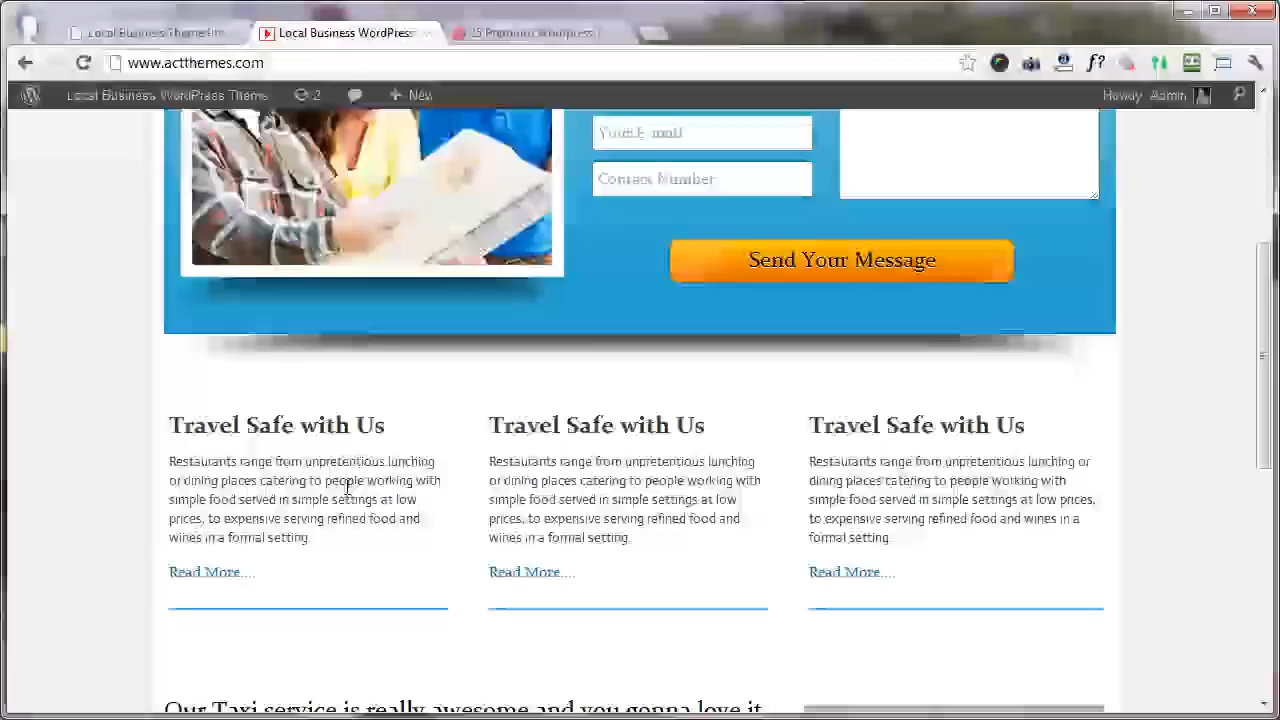 Local Business Theme
Local Business WordPress
15 Premium Wordpress
www.actthemes.com
f?
Local Business WordPress Theme
2
New
Howdy, Admin
Your E-mail
Contact Number
Send Your Message
Travel Safe with Us
Restaurants range from unpretentious lunching
or dining places catering to people working with
simple food served in simple settings at low
prices, to expensive serving refined food and
wines in a formal setting.
Read More....
Travel Safe with Us
Restaurants range from unpretentious lunching
or dining places catering to people working with
simple food served in simple settings at low
prices, to expensive serving refined food and
wines in a formal setting.
Read More....
Travel Safe with Us
Restaurants range from unpretentious lunching or
dining places catering to people working with
simple food served in simple settings at low prices,
to expensive serving refined food and wines in a
formal setting.
Read More....
Our Taxi service is really awesome and you gonna love it